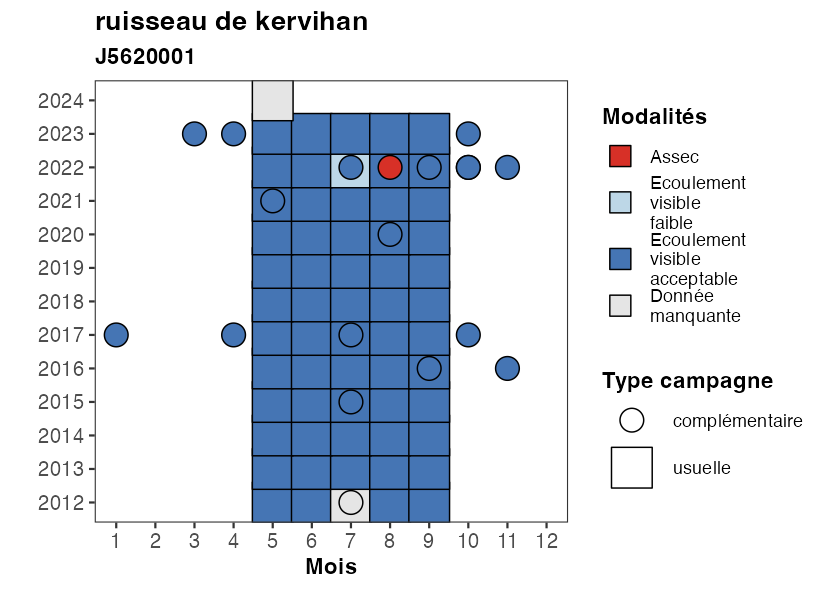 ruisseau de kervihan
J5620001
2024
2023
2022
2021
2020
2019
2018
2017
2016
2015
2014
2013
2012
1 2 3 4 5 6 7 8 9 10 11 12
Mois
Modalités
Assec
Ecoulement
visible
faible
Ecoulement
visible
acceptable
Donnée
manquante
Type campagne
complémentaire
usuelle